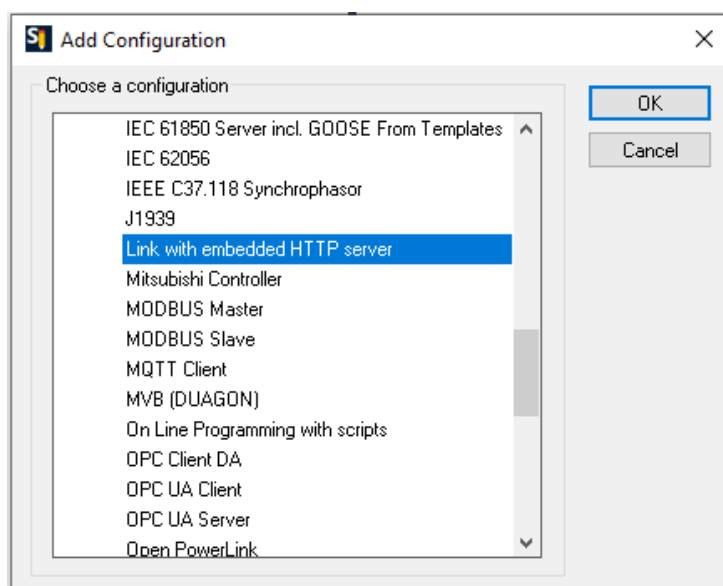 Add Configuration
Choose a configuration
OK
Cancel
IEC 61850 Server incl. GOOSE From Templates
IEC 62056
IEEE C37.118 Synchrophasor
J1939
Link with embedded HTTP server
Mitsubishi Controller
MODBUS Master
MODBUS Slave
MQTT Client
MVB (DUAGON)
On Line Programming with scripts
OPC Client DA
OPC UA Client
OPC UA Server
Open PowerLink